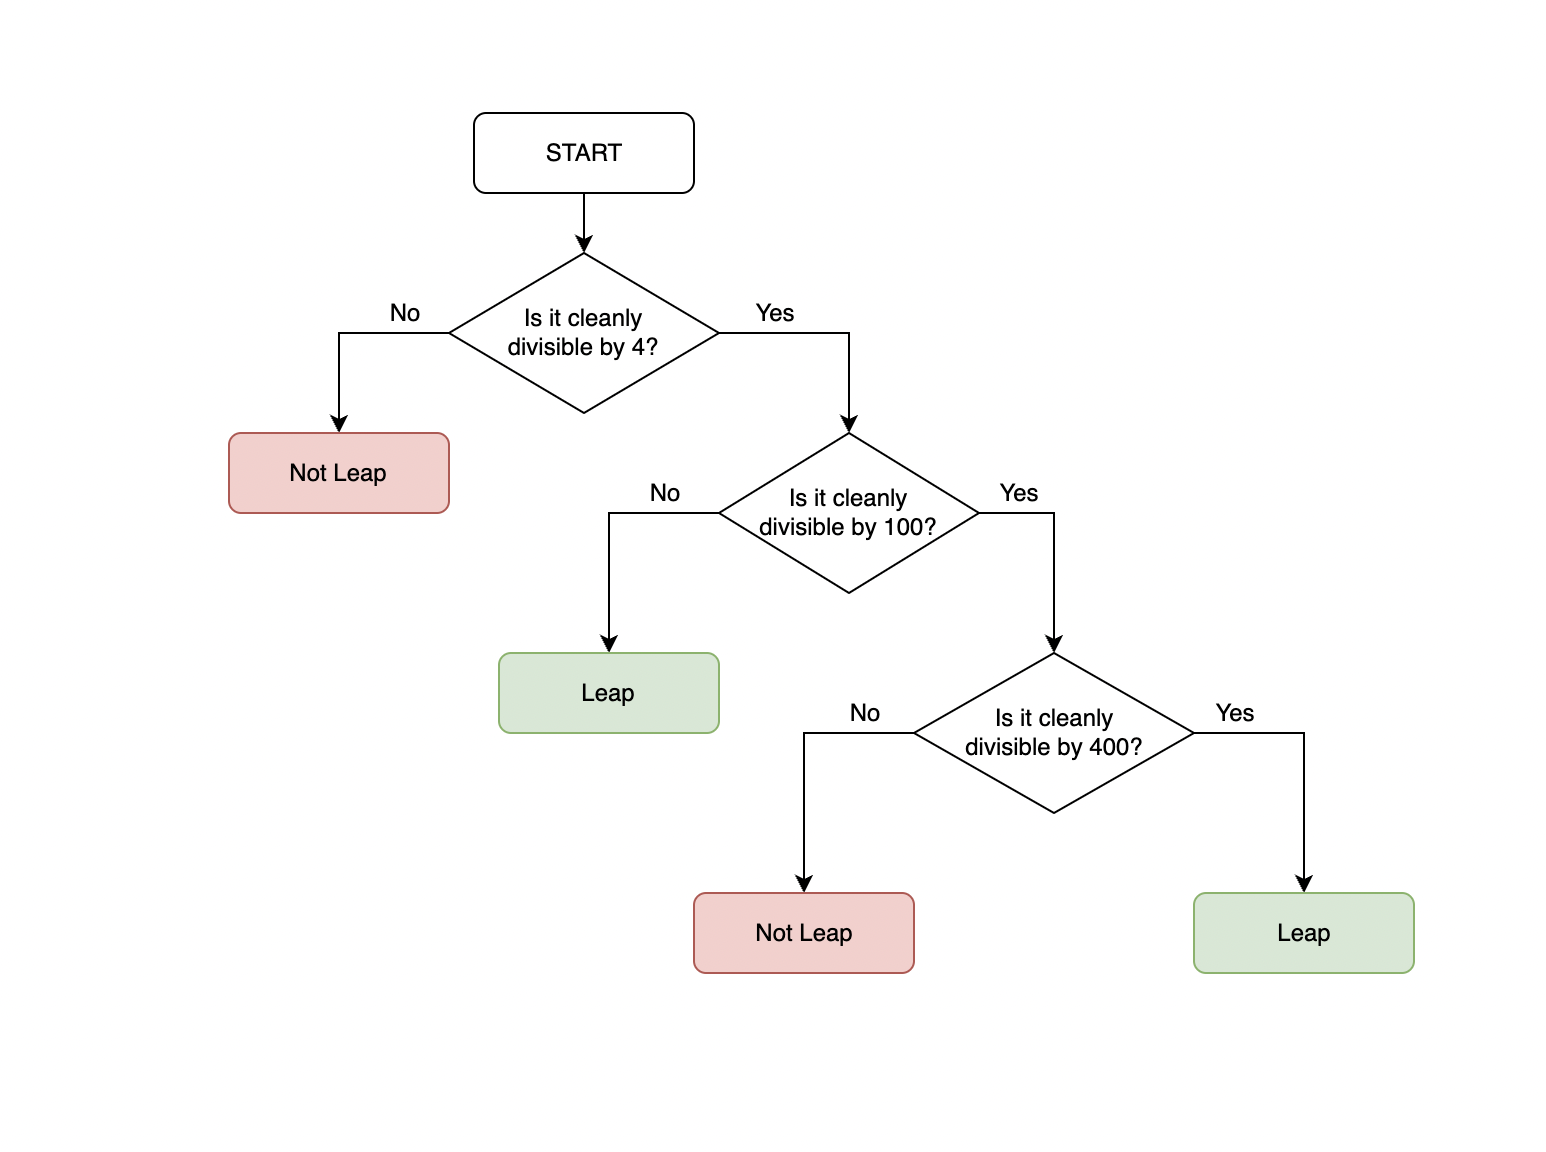 START
No
Yes
Is it cleanly
divisible by 4?
Not Leap
No
Yes
Is it cleanly
divisible by 100?
Leap
No
Yes
Is it cleanly
divisible by 400?
Not Leap
Leap